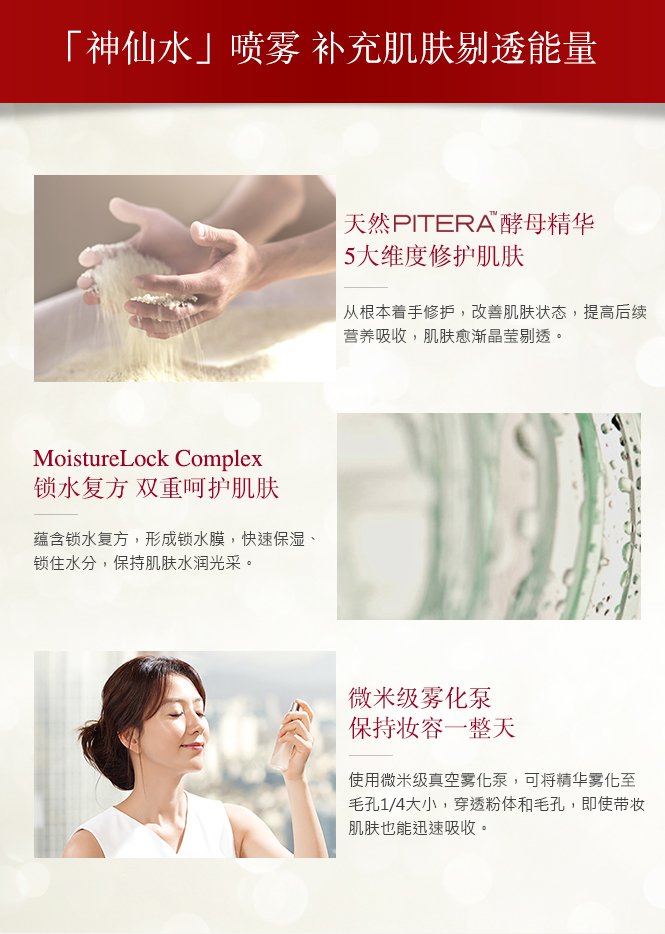 「神仙水」喷雾 补充肌肤剔透能量
天然PITERA™酵母精华
5大维度修护肌肤
从根本着手修护，改善肌肤状态，提高后续
营养吸收，肌肤愈渐晶莹剔透。
MoistureLock Complex
锁水复方 双重呵护肌肤
蕴含锁水复方，形成锁水膜，快速保湿、
锁住水分，保持肌肤水润光采。
微米级雾化泵
保持妆容一整天
使用微米级真空雾化泵，可将精华雾化至
毛孔1/4大小，穿透粉体和毛孔，即使带妆
肌肤也能迅速吸收。